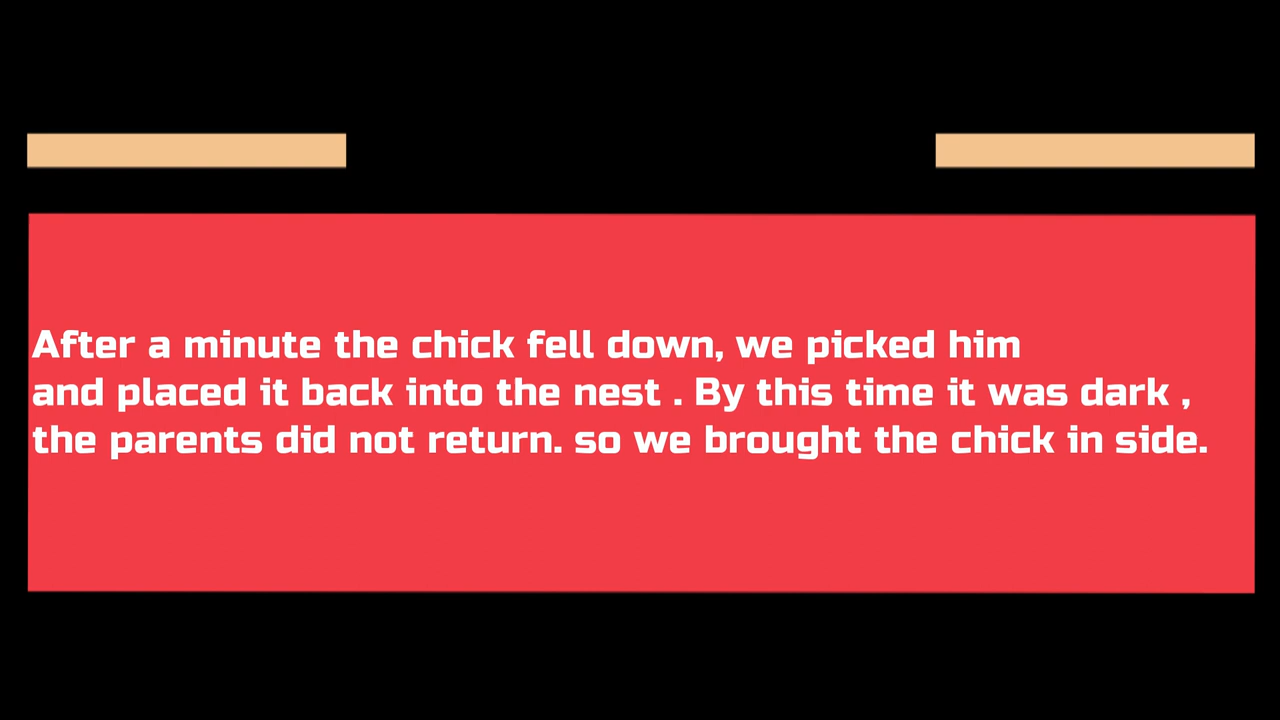 After a minute the chick fell down, we picked him
and placed it back into the nest . By this time it was dark ,
the parents did not return. so we brought the chick in side.